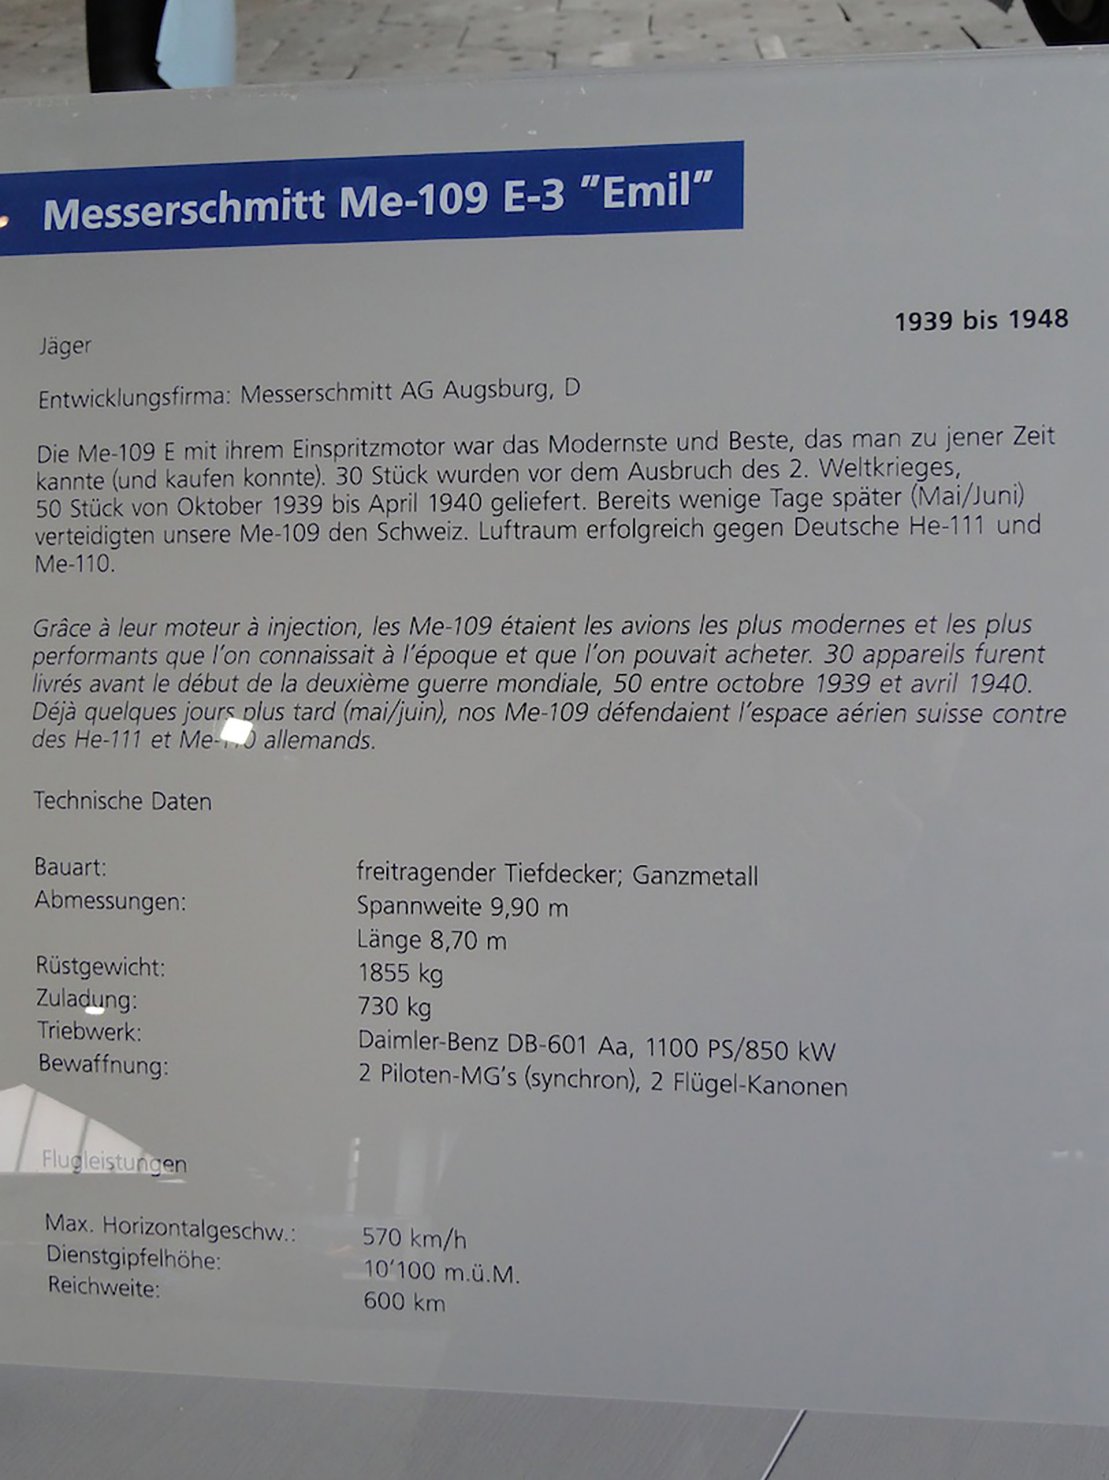 Messerschmitt Me-109 E-3 "Emil"
1939 bis 1948
Jäger
Entwicklungsfirma: Messerschmitt AG Augsburg, D
Die Me-109 E mit ihrem Einspritzmotor war das Modernste und Beste, das man zu jener Zeit
kannte (und kaufen konnte). 30 Stück wurden vor dem Ausbruch des 2. Weltkrieges,
50 Stück von Oktober 1939 bis April 1940 geliefert. Bereits wenige Tage später (Mai/Juni)
verteidigten unsere Me-109 den Schweiz. Luftraum erfolgreich gegen Deutsche He-111 und
Me-110.
Grâce à leur moteur à injection, les Me-109 étaient les avions les plus modernes et les plus
performants que l'on connaissait à l'époque et que l'on pouvait acheter. 30 appareils furent
livrés avant le début de la deuxième guerre mondiale, 50 entre octobre 1939 et avril 1940.
Déjà quelques jours plus tard (mai/juin), nos Me-109 défendaient l'espace aérien suisse contre
des He-111 et Me-110 allemands.
Technische Daten
Bauart: freitragender Tiefdecker; Ganzmetall
Abmessungen: Spannweite 9,90 m
Länge 8,70 m
Rüstgewicht: 1855 kg
Zuladung: 730 kg
Triebwerk: Daimler-Benz DB-601 Aa, 1100 PS/850 kW
Bewaffnung: 2 Piloten-MG's (synchron), 2 Flügel-Kanonen
Flugleistungen
Max. Horizontalgeschw.: 570 km/h
Dienstgipfelhöhe: 10'100 m.ü.M.
Reichweite: 600 km